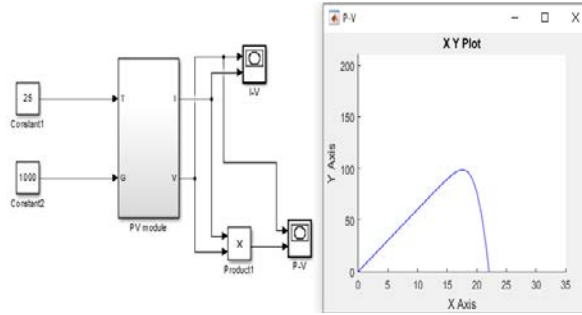 25
Constant1
1000
Constant2
T
G
I
V
PV module
I-V
X
Product1
P-V
P-V
X Y Plot
Y Axis
200
150
100
50
0
0
5
10
15
20
25
30
35
X Axis